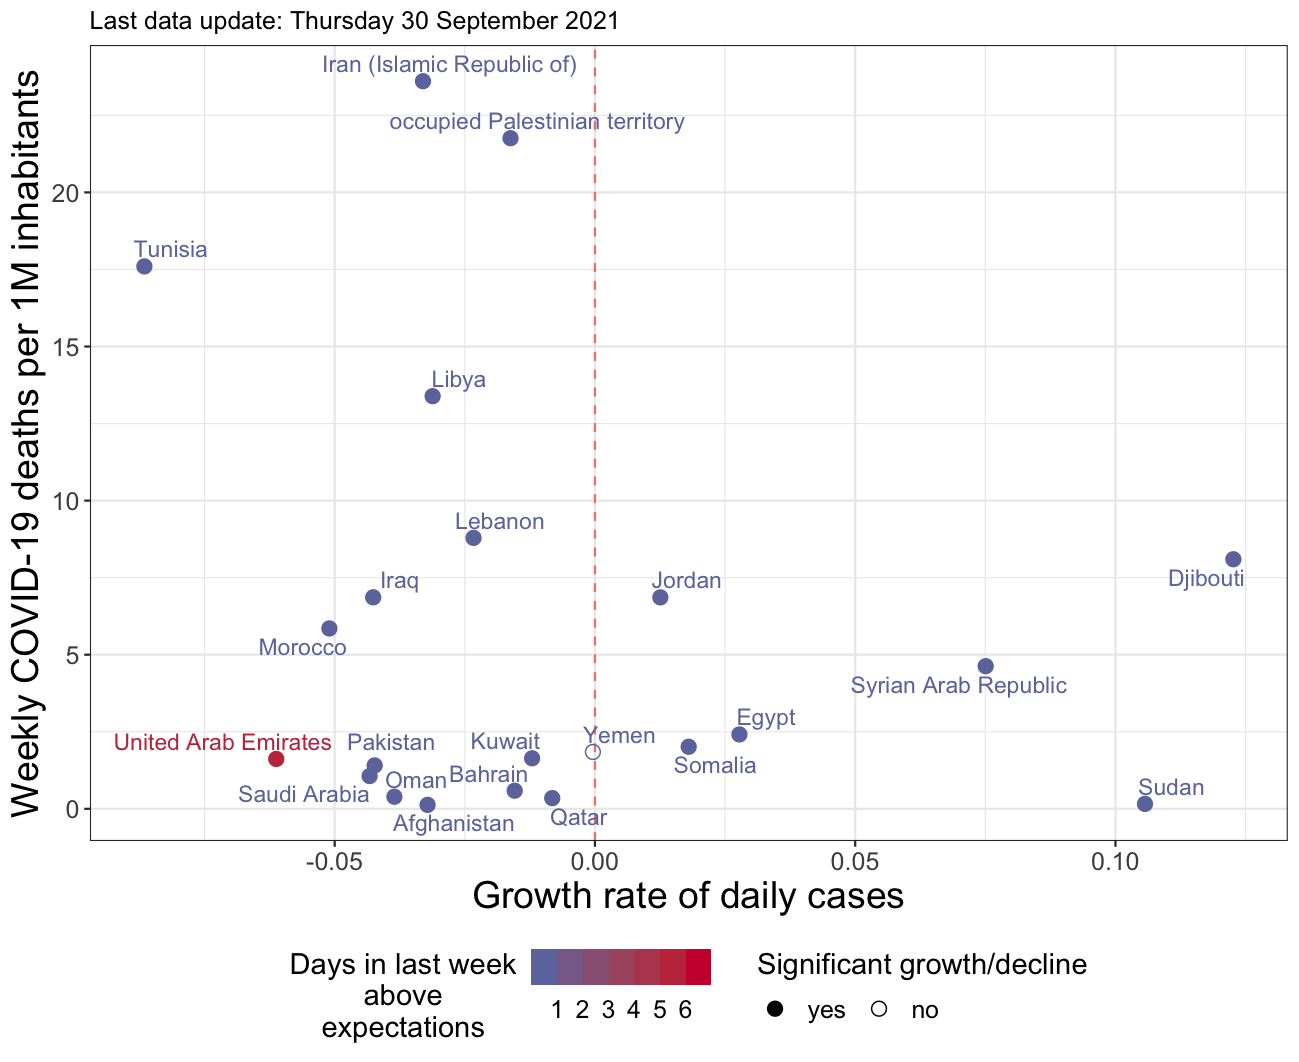 Last data update: Thursday 30 September 2021
Weekly COVID-19 deaths per 1M inhabitants
20
15
10
5
0
Iran (Islamic Republic of)
occupied Palestinian territory
Tunisia
Libya
Lebanon
Iraq
Jordan
Djibouti
Morocco
Syrian Arab Republic
Egypt
United Arab Emirates
Pakistan
Kuwait
Yemen
Somalia
Saudi Arabia
Oman
Bahrain
Sudan
Afghanistan
Qatar
-0.05
0.00
0.05
0.10
Growth rate of daily cases
Days in last week
above
expectations
1 2 3 4 5 6
Significant growth/decline
yes
no